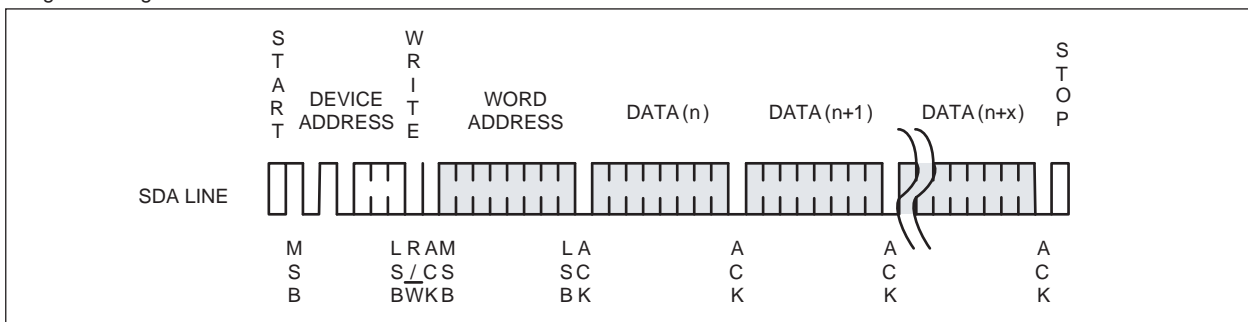 START
WRITE
STOP
DEVICE
ADDRESS
WORD
ADDRESS
DATA (n)
DATA (n+1)
DATA (n+x)
SDA LINE
MSB
LSB
R/W
ACK
MSB
LSB
ACK
ACK
ACK
ACK